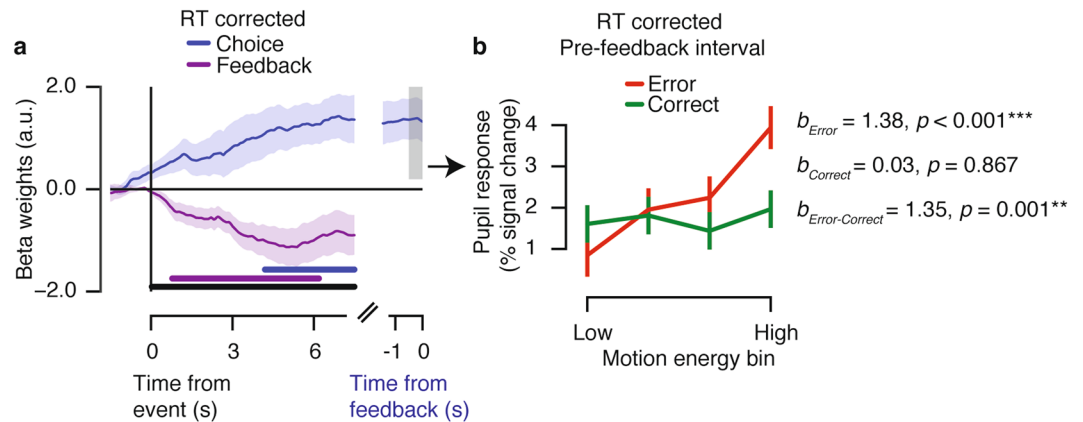 a
RT corrected
Choice
Feedback
Beta weights (a.u.)
2.0
0.0
−2.0
0
3
6
-1
0
Time from
event (s)
Time from
feedback (s)
b
RT corrected
Pre-feedback interval
Error
Correct
Pupil response
(% signal change)
4
3
2
1
Low
High
Motion energy bin
bError = 1.38, p < 0.001***
bCorrect = 0.03, p = 0.867
bError-Correct = 1.35, p = 0.001**